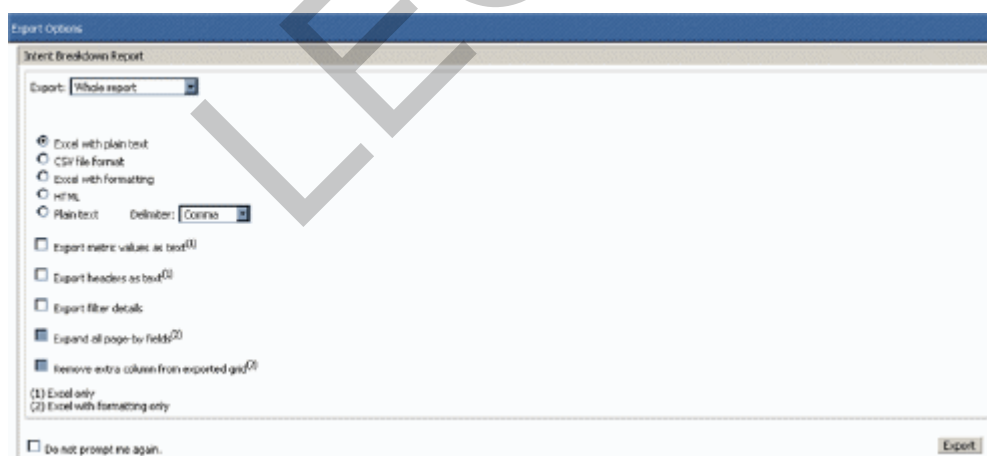 Export Options
Intent Breakdown Report
Export: Whole report
Excel with plain text
CSV file format
Excel with formatting
HTML
Plain text Delimiter: Comma
Export metric values as text(1)
Export headers as text(1)
Export filter details
Expand all page-by fields(2)
Remove extra column from exported grid(2)
(1) Excel only
(2) Excel with formatting only
Do not prompt me again.
Export